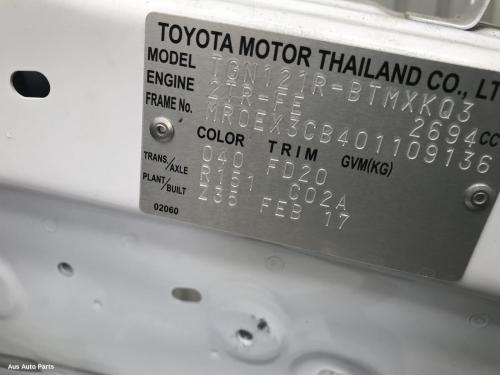 TOYOTA MOTOR THAILAND CO., LT
MODEL TGN121R-BTMXKQ3
ENGINE 2TR-FE 2694 CC
FRAME No. MR0EX3CB401109136
COLOR TRIM GVM(KG)
040 FD20
TRANS/AXLE R151 C02A
PLANT/BUILT Z35 FEB 17
02060
Aus Auto Parts